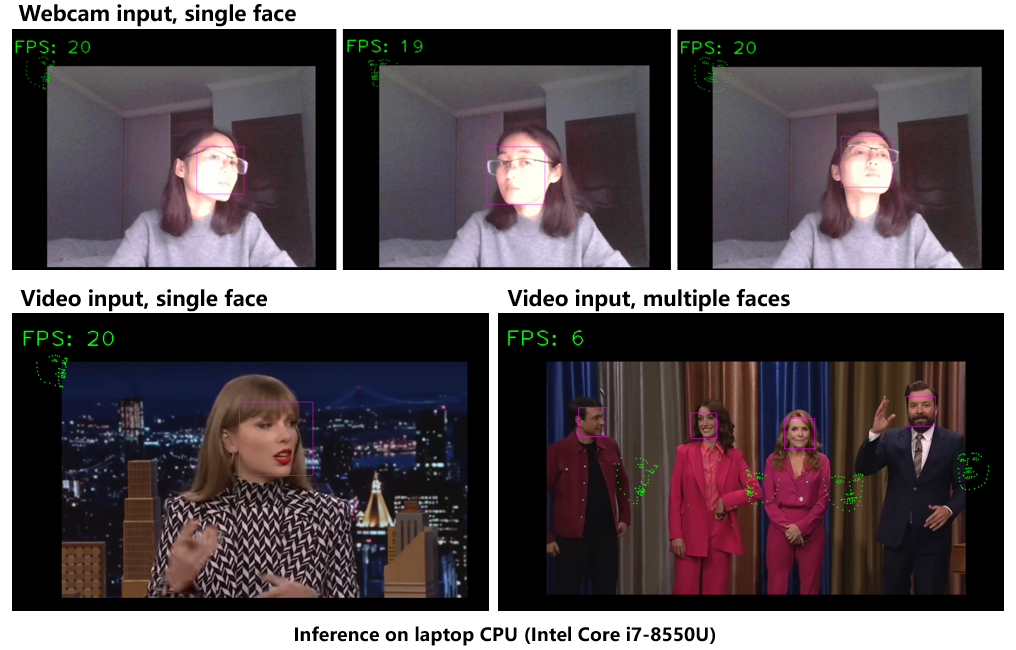 Webcam input, single face
FPS: 20
FPS: 19
FPS: 20
Video input, single face
Video input, multiple faces
FPS: 20
FPS: 6
Inference on laptop CPU (Intel Core i7-8550U)